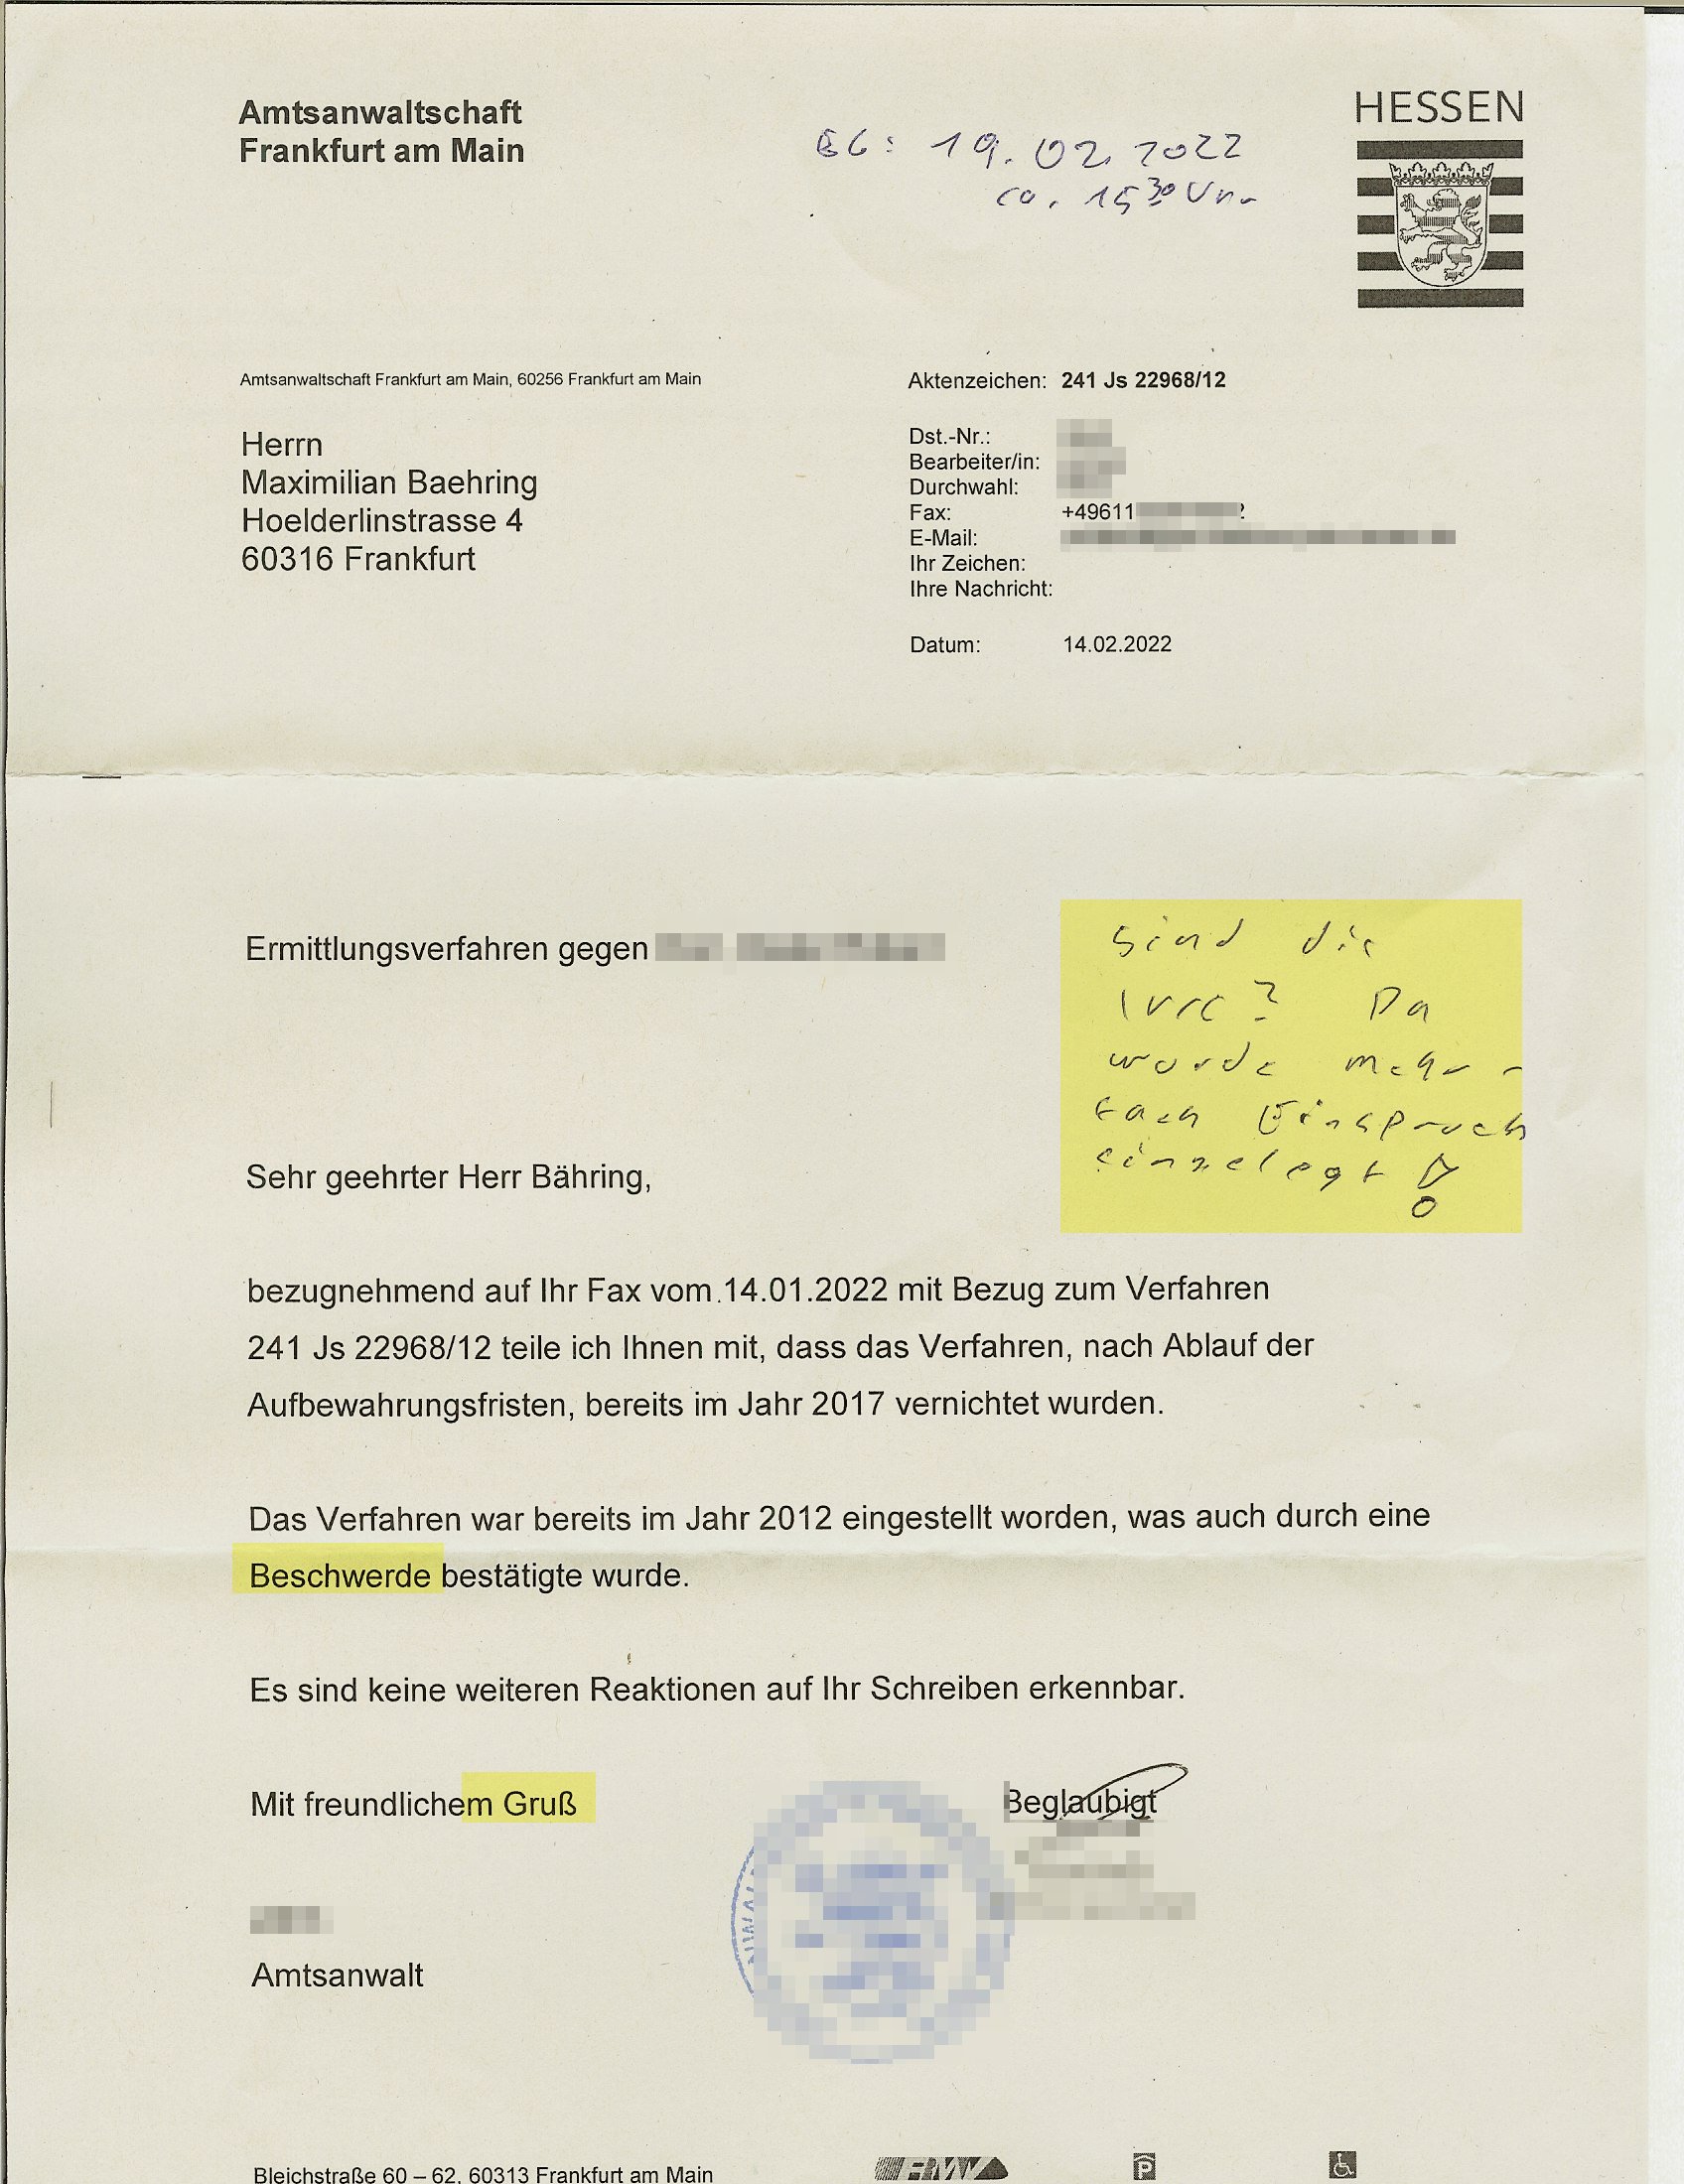 Amtsanwaltschaft
Frankfurt am Main
EG: 19.02.2022
ca. 15 30 Uhr
HESSEN
Amtsanwaltschaft Frankfurt am Main, 60256 Frankfurt am Main
Herrn
Maximilian Baehring
Hoelderlinstrasse 4
60316 Frankfurt
Aktenzeichen: 241 Js 22968/12
Dst.-Nr.:
Bearbeiter/in:
Durchwahl:
Fax: +49611
E-Mail:
Ihr Zeichen:
Ihre Nachricht:
Datum: 14.02.2022
Ermittlungsverfahren gegen
Sind die
irre? Da
wurde mehr-
fach Einspruch
eingelegt!
Sehr geehrter Herr Bähring,
bezugnehmend auf Ihr Fax vom 14.01.2022 mit Bezug zum Verfahren
241 Js 22968/12 teile ich Ihnen mit, dass das Verfahren, nach Ablauf der
Aufbewahrungsfristen, bereits im Jahr 2017 vernichtet wurden.
Das Verfahren war bereits im Jahr 2012 eingestellt worden, was auch durch eine
Beschwerde bestätigte wurde.
Es sind keine weiteren Reaktionen auf Ihr Schreiben erkennbar.
Mit freundlichem Gruß
Beglaubigt
Amtsanwalt
Bleichstraße 60 – 62, 60313 Frankfurt am Main
P